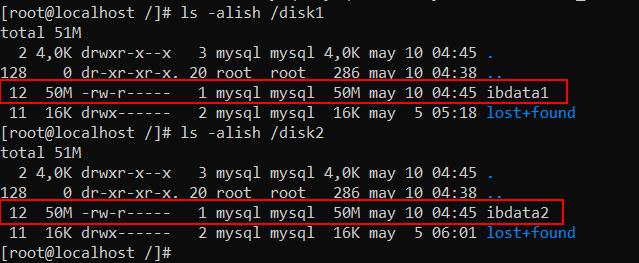 [root@localhost /]# ls -alish /disk1
total 51M
  2 4,0K drwxr-x--x   3 mysql mysql 4,0K may 10 04:45 .
128    0 dr-xr-xr-x. 20 root  root   286 may 10 04:38 ..
 12  50M -rw-r-----   1 mysql mysql  50M may 10 04:45 ibdata1
 11  16K drwxr-x---   2 mysql mysql  16K may  5 05:18 lost+found
[root@localhost /]# ls -alish /disk2
total 51M
  2 4,0K drwx--x---   3 mysql mysql 4,0K may 10 04:45 .
128    0 dr-xr-xr-x. 20 root  root   286 may 10 04:38 ..
 12  50M -rw-r-----   1 mysql mysql  50M may 10 04:45 ibdata2
 11  16K drwx------   2 mysql mysql  16K may  5 06:01 lost+found
[root@localhost /]#